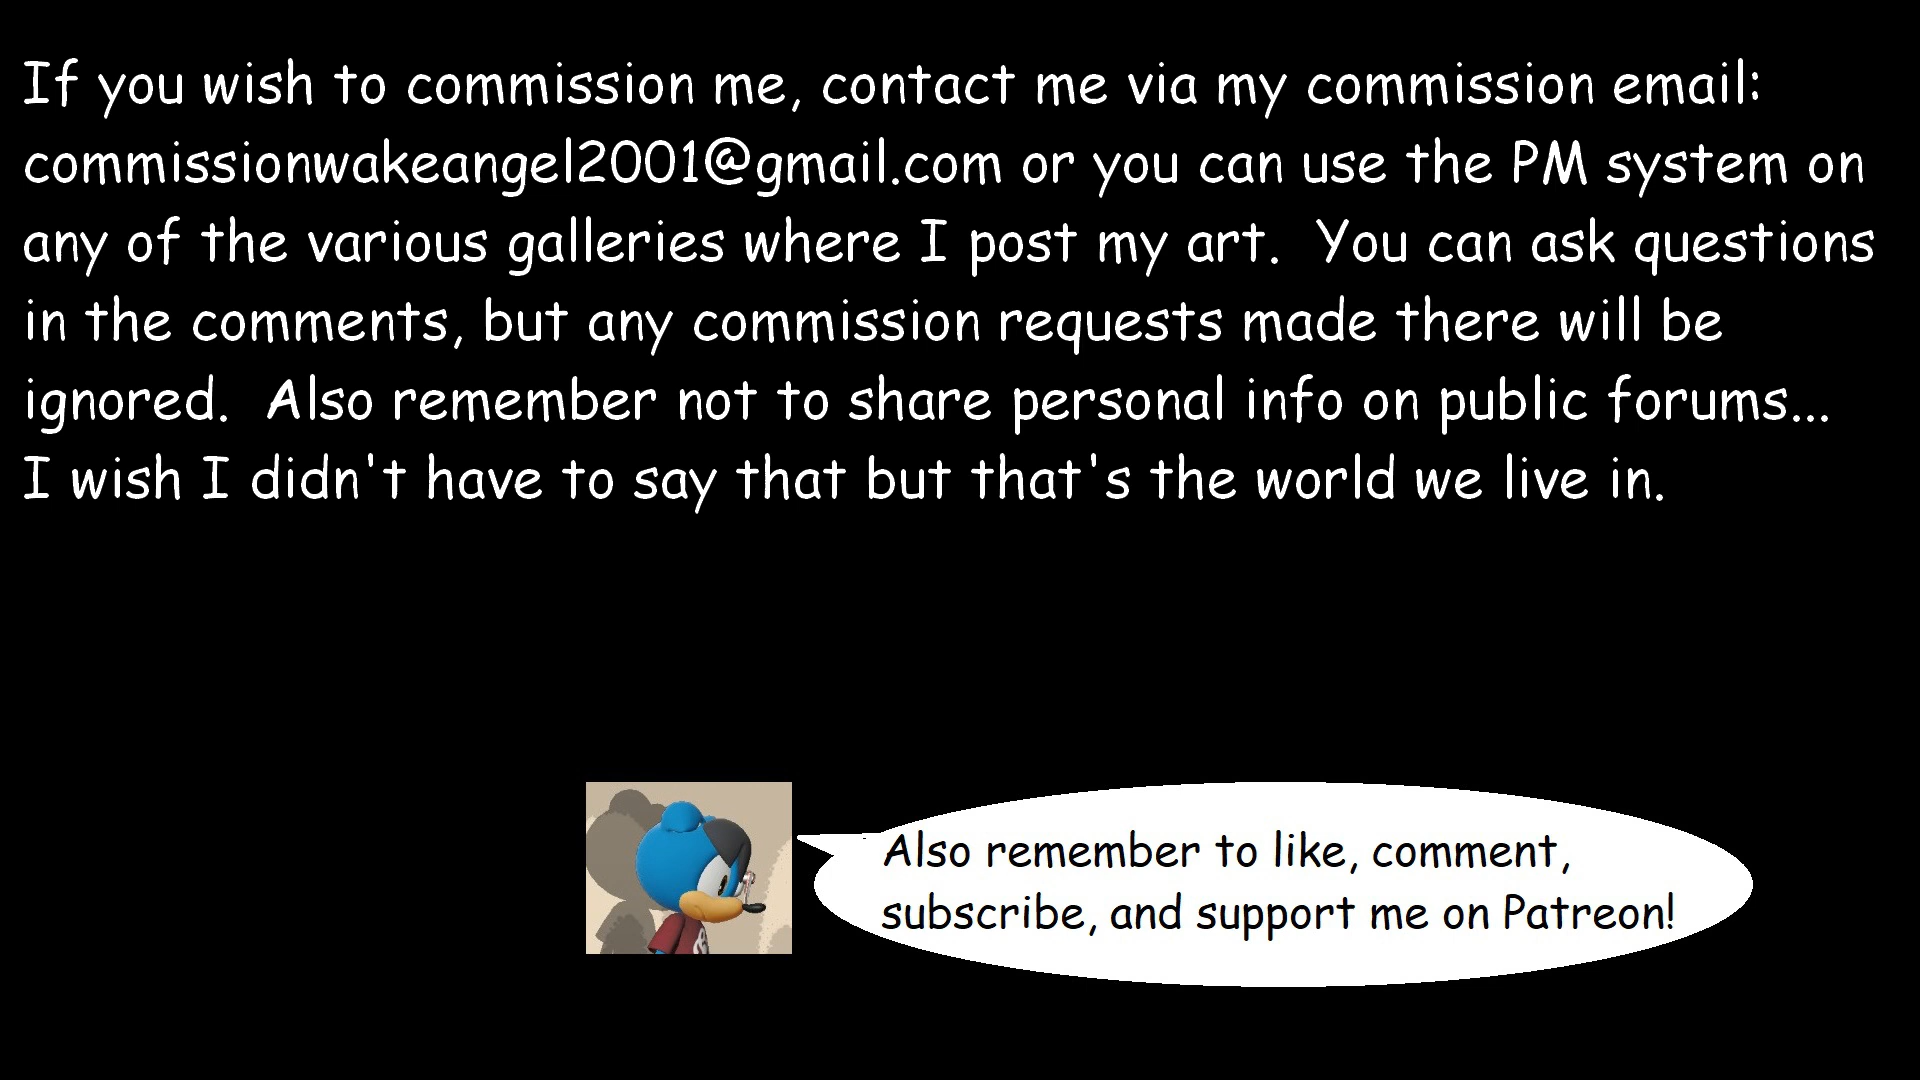 If you wish to commission me, contact me via my commission email:
commissionwakeangel2001@gmail.com or you can use the PM system on
any of the various galleries where I post my art.  You can ask questions
in the comments, but any commission requests made there will be
ignored.  Also remember not to share personal info on public forums...
I wish I didn't have to say that but that's the world we live in.
Also remember to like, comment,
subscribe, and support me on Patreon!